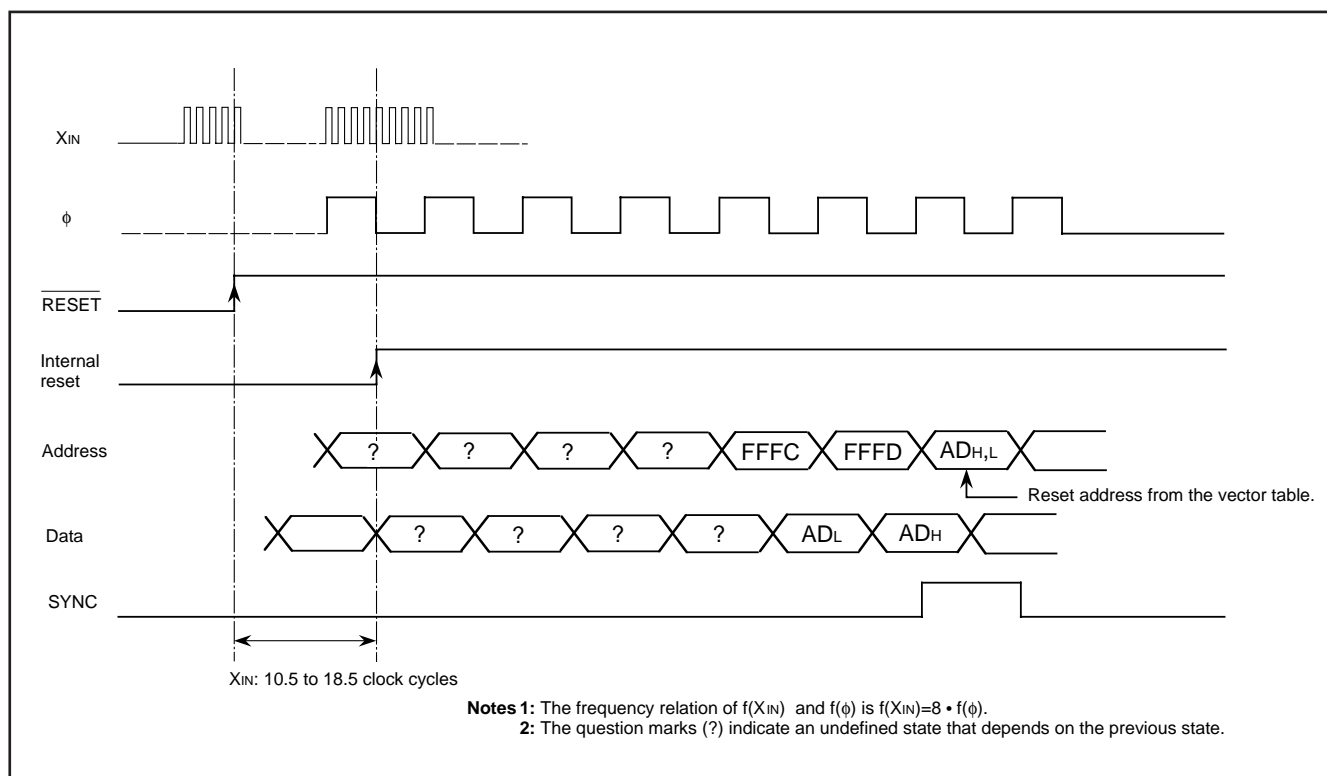 XIN
ϕ
RESET
Internal
reset
Address
? ? ? ? FFFC FFFD ADH,L
Reset address from the vector table.
Data
? ? ? ? ADL ADH
SYNC
XIN: 10.5 to 18.5 clock cycles
Notes 1: The frequency relation of f(XIN) and f(ϕ) is f(XIN)=8 • f(ϕ).
2: The question marks (?) indicate an undefined state that depends on the previous state.